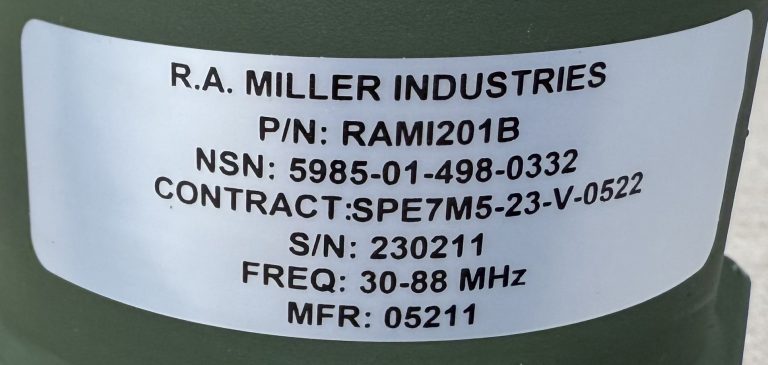 R.A. MILLER INDUSTRIES
P/N: RAMI201B
NSN: 5985-01-498-0332
CONTRACT:SPE7M5-23-V-0522
S/N: 230211
FREQ: 30-88 MHz
MFR: 05211